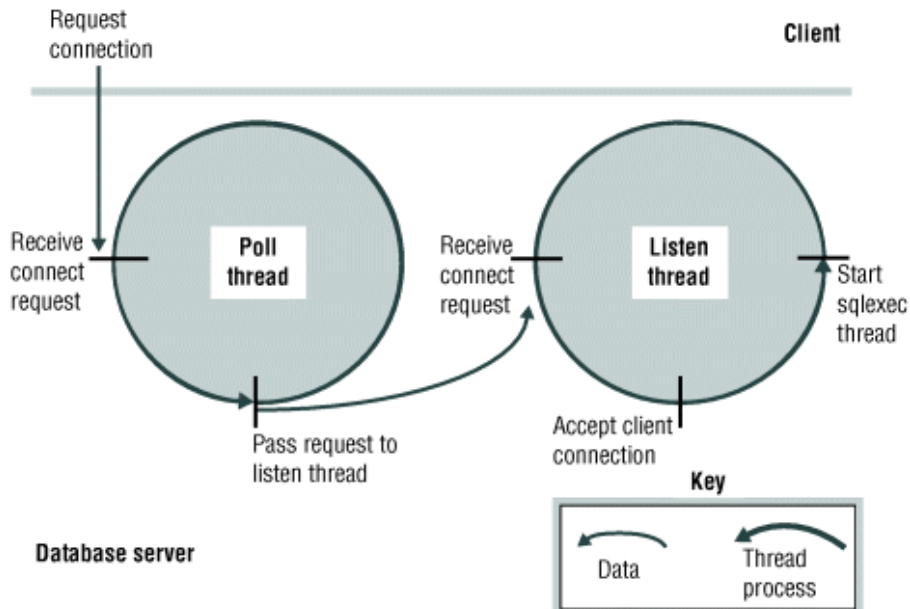 Request
connection
Client
Receive
connect
request
Poll
thread
Receive
connect
request
Listen
thread
Start
sqlexec
thread
Pass request to
listen thread
Accept client
connection
Database server
Key
Data
Thread
process